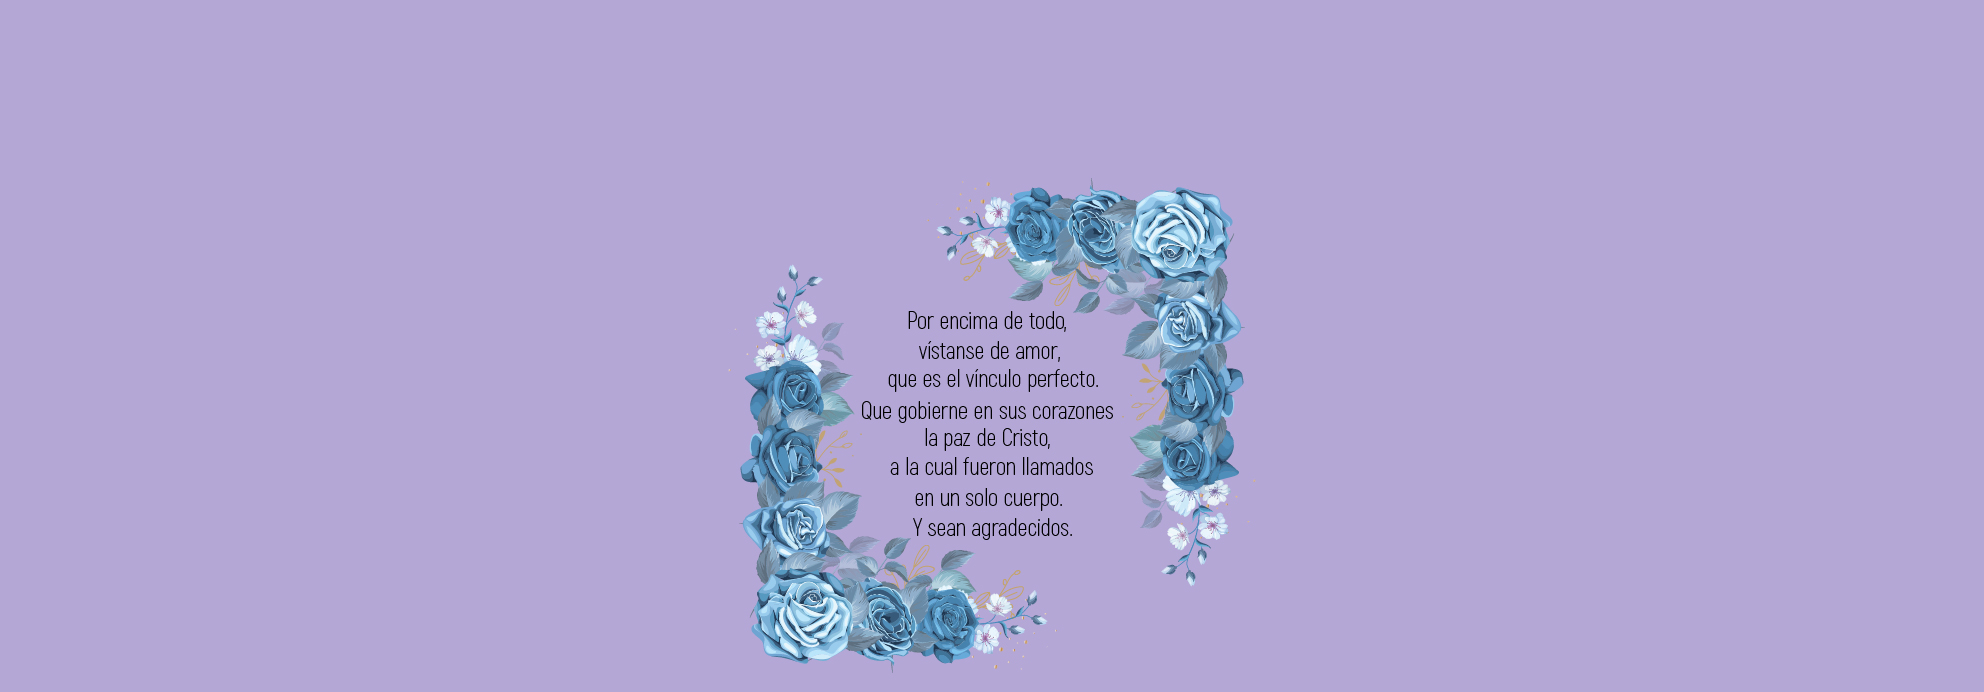 Por encima de todo,
vístanse de amor,
que es el vínculo perfecto.
Que gobierne en sus corazones
la paz de Cristo,
a la cual fueron llamados
en un solo cuerpo.
Y sean agradecidos.